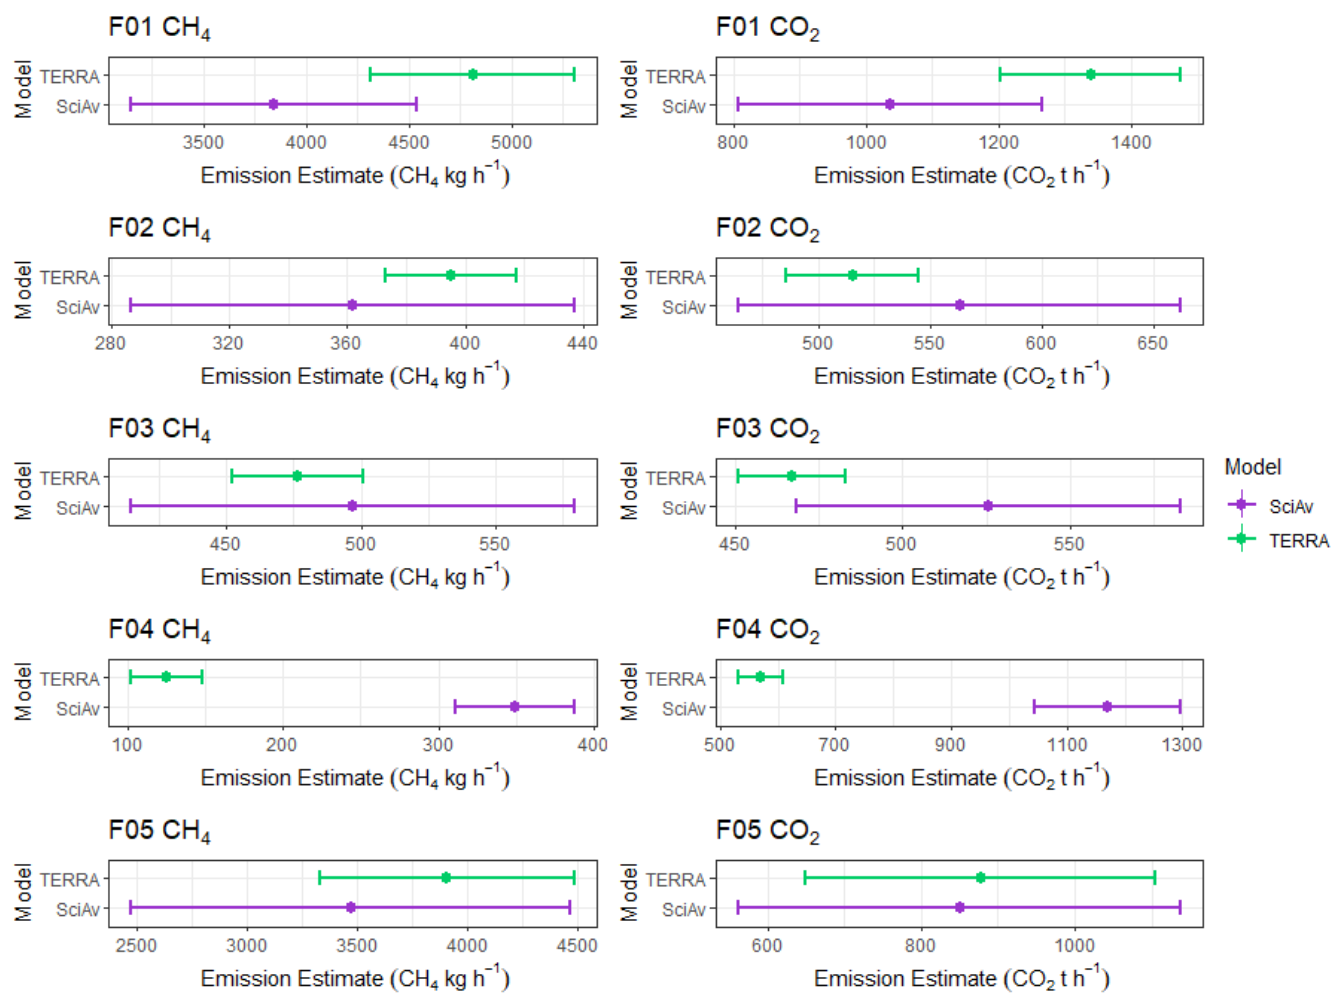 F01 CH₄
Model
TERRA
SciAv
3500 4000 4500 5000
Emission Estimate (CH₄ kg h⁻¹)
F01 CO₂
Model
TERRA
SciAv
800 1000 1200 1400
Emission Estimate (CO₂ t h⁻¹)
F02 CH₄
Model
TERRA
SciAv
280 320 360 400 440
Emission Estimate (CH₄ kg h⁻¹)
F02 CO₂
Model
TERRA
SciAv
500 550 600 650
Emission Estimate (CO₂ t h⁻¹)
F03 CH₄
Model
TERRA
SciAv
450 500 550
Emission Estimate (CH₄ kg h⁻¹)
F03 CO₂
Model
TERRA
SciAv
450 500 550
Emission Estimate (CO₂ t h⁻¹)
Model
SciAv
TERRA
F04 CH₄
Model
TERRA
SciAv
100 200 300 400
Emission Estimate (CH₄ kg h⁻¹)
F04 CO₂
Model
TERRA
SciAv
500 700 900 1100 1300
Emission Estimate (CO₂ t h⁻¹)
F05 CH₄
Model
TERRA
SciAv
2500 3000 3500 4000 4500
Emission Estimate (CH₄ kg h⁻¹)
F05 CO₂
Model
TERRA
SciAv
600 800 1000
Emission Estimate (CO₂ t h⁻¹)